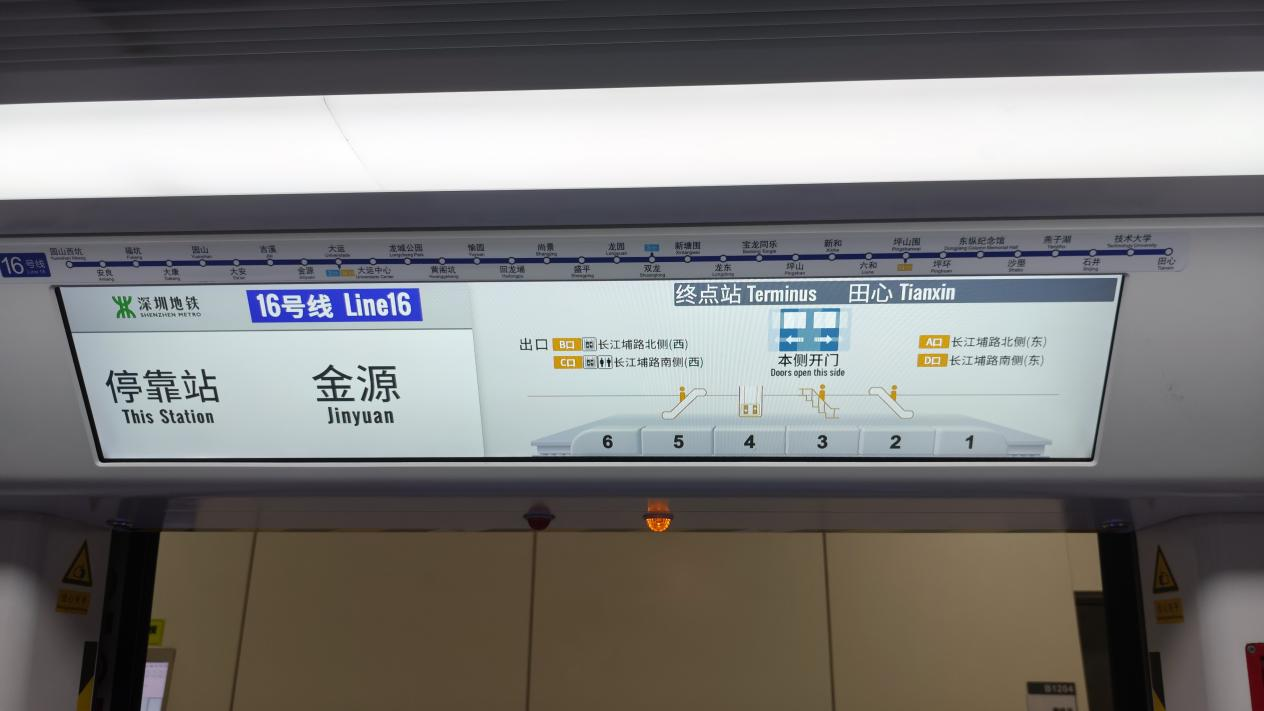 16号线
Line 16
园山西坑
福坑
园山
吉溪
大运
龙城公园
愉园
尚景
龙园
新塘围
宝龙同乐
新和
坪山围
东纵纪念馆
燕子湖
技术大学
安良
大康
大安
金源
大运中心
黄阁坑
回龙埔
盛平
双龙
龙东
坪山
六和
坪环
沙壆
石井
田心
深圳地铁
SHENZHEN METRO
16号线 Line16
终点站 Terminus 田心 Tianxin
停靠站
This Station
金源
Jinyuan
出口 B口 长江埔路北侧(西)
C口 长江埔路南侧(西)
本侧开门
Doors open this side
A口 长江埔路北侧(东)
D口 长江埔路南侧(东)
6 5 4 3 2 1
B1204